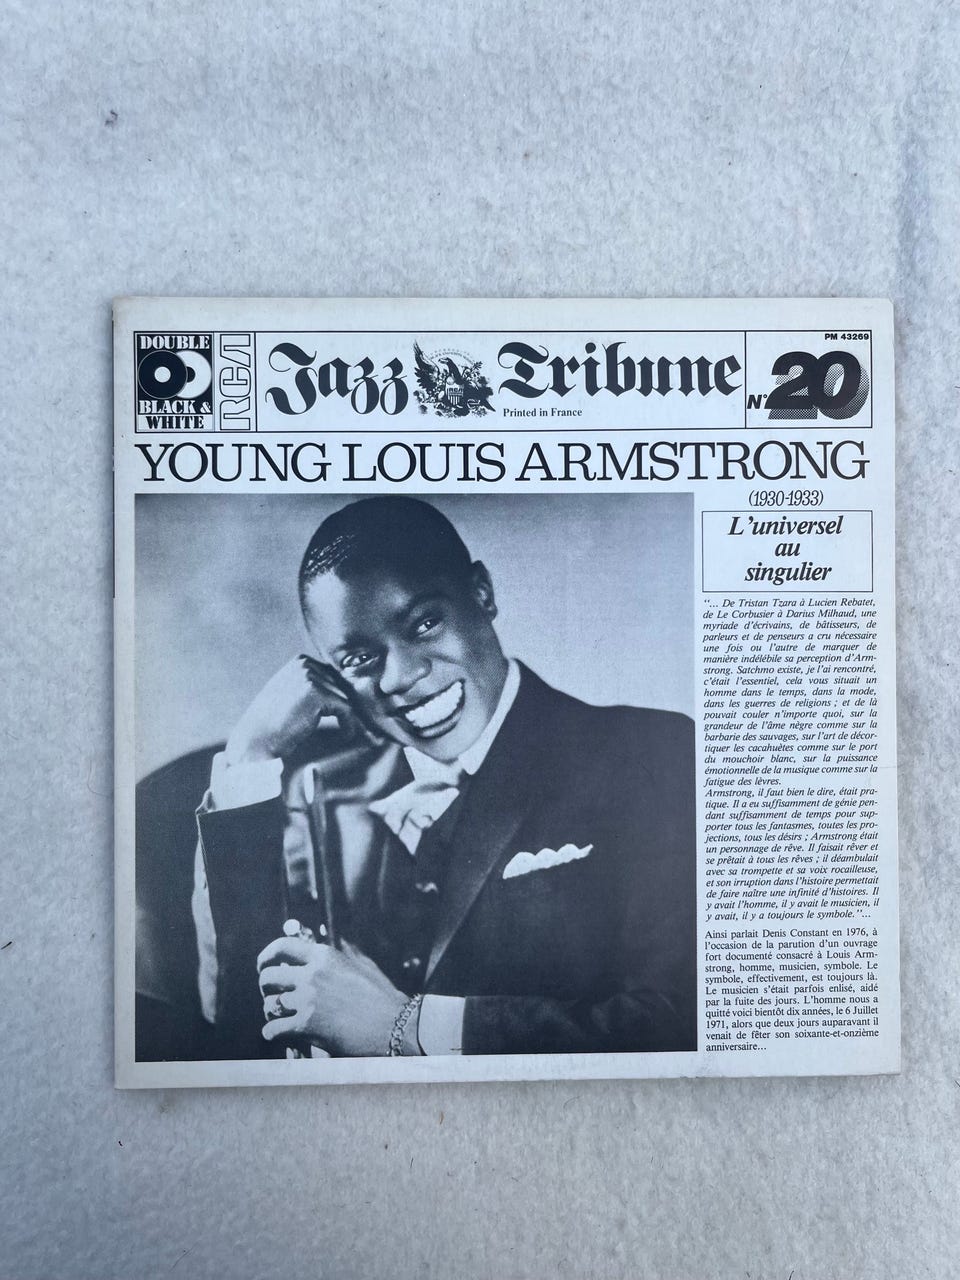 DOUBLE
BLACK &
WHITE
RCA
Jazz Tribune
Printed in France
PM 43269
N° 20
YOUNG LOUIS ARMSTRONG
(1930-1933)
L'universel
au
singulier
"... De Tristan Tzara à Lucien Rebatet,
de Le Corbusier à Darius Milhaud, une
myriade d'écrivains, de bâtisseurs, de
parleurs et de penseurs a cru nécessaire
une fois ou l'autre de marquer de
manière indélébile sa perception d'Arm-
strong. Satchmo existe, je l'ai rencontré,
c'était l'essentiel, cela vous situait un
homme dans le temps, dans la mode,
dans les guerres de religions ; et de là
pouvait couler n'importe quoi, sur la
grandeur de l'âme nègre comme sur la
barbarie des sauvages, sur l'art de décor-
tiquer les cacahuètes comme sur le port
du mouchoir blanc, sur la puissance
émotionnelle de la musique comme sur la
fatigue des lèvres.
Armstrong, il faut bien le dire, était pra-
tique. Il a eu suffisamment de génie pen-
dant suffisamment de temps pour sup-
porter tous les fantasmes, toutes les pro-
jections, tous les désirs ; Armstrong était
un personnage de rêve. Il faisait rêver et
se prêtait à tous les rêves ; il déambulait
avec sa trompette et sa voix rocailleuse,
et son irruption dans l'histoire permettait
de faire naître une infinité d'histoires. Il
y avait l'homme, il y avait le musicien, il
y avait, il y a toujours le symbole."...
Ainsi parlait Denis Constant en 1976, à
l'occasion de la parution d'un ouvrage
fort documenté consacré à Louis Arm-
strong, homme, musicien, symbole. Le
symbole, effectivement, est toujours là.
Le musicien s'était parfois enlisé, aidé
par la fuite des jours. L'homme nous a
quitté voici bientôt dix années, le 6 Juillet
1971, alors que deux jours auparavant il
venait de fêter son soixante-et-onzième
anniversaire...